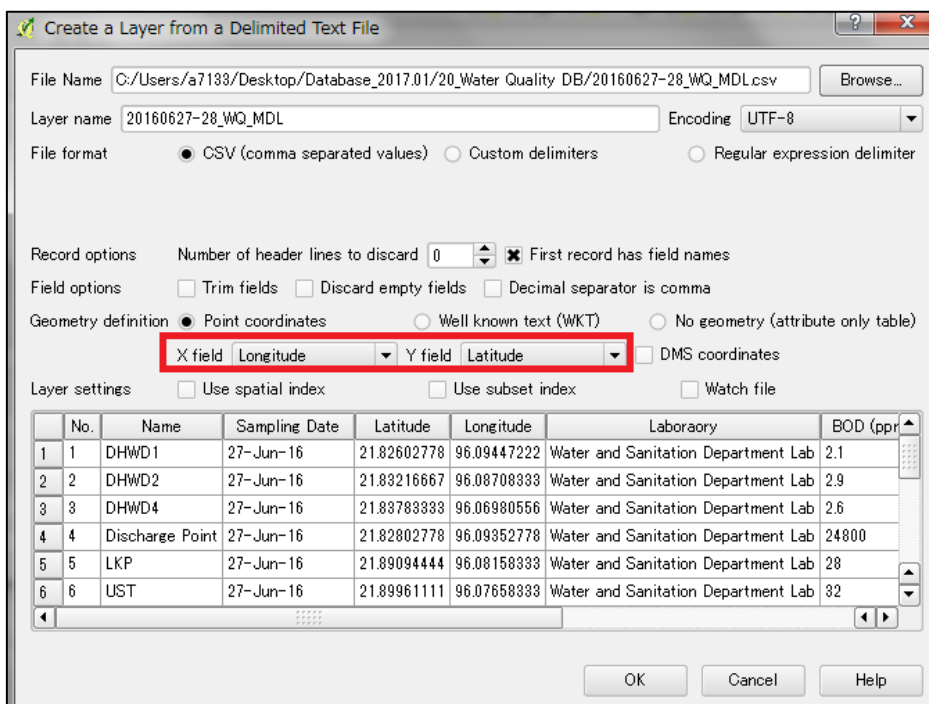 Create a Layer from a Delimited Text File
File Name C:/Users/a7133/Desktop/Database_2017.01/20_Water Quality DB/20160627-28_WQ_MDL.csv Browse...
Layer name 20160627-28_WQ_MDL Encoding UTF-8
File format CSV (comma separated values) Custom delimiters Regular expression delimiter
Record options Number of header lines to discard 0 First record has field names
Field options Trim fields Discard empty fields Decimal separator is comma
Geometry definition Point coordinates Well known text (WKT) No geometry (attribute only table)
X field Longitude Y field Latitude DMS coordinates
Layer settings Use spatial index Use subset index Watch file
No. Name Sampling Date Latitude Longitude Laboraory BOD (ppr
1 1 DHWD1 27-Jun-16 21.82602778 96.09447222 Water and Sanitation Department Lab 2.1
2 2 DHWD2 27-Jun-16 21.83216667 96.08708333 Water and Sanitation Department Lab 2.9
3 3 DHWD4 27-Jun-16 21.83783333 96.06980556 Water and Sanitation Department Lab 2.6
4 4 Discharge Point 27-Jun-16 21.82802778 96.09352778 Water and Sanitation Department Lab 24800
5 5 LKP 27-Jun-16 21.89094444 96.08158333 Water and Sanitation Department Lab 28
6 6 UST 27-Jun-16 21.89961111 96.07658333 Water and Sanitation Department Lab 32
OK Cancel Help